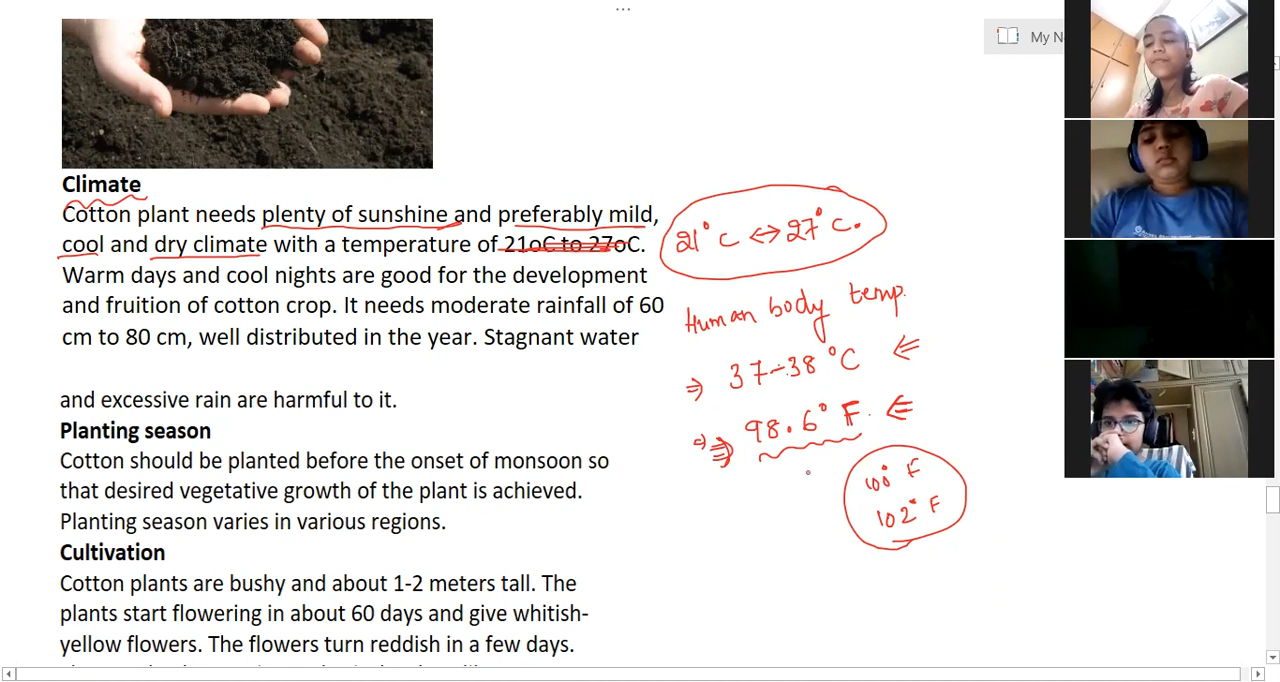 ...
My N
Climate
Cotton plant needs plenty of sunshine and preferably mild,
cool and dry climate with a temperature of 21oC to 27oC.
Warm days and cool nights are good for the development
and fruition of cotton crop. It needs moderate rainfall of 60
cm to 80 cm, well distributed in the year. Stagnant water
and excessive rain are harmful to it.
Planting season
Cotton should be planted before the onset of monsoon so
that desired vegetative growth of the plant is achieved.
Planting season varies in various regions.
Cultivation
Cotton plants are bushy and about 1-2 meters tall. The
plants start flowering in about 60 days and give whitish-
yellow flowers. The flowers turn reddish in a few days.
21° C ⟺ 27° C.
Human body temp.
⇒ 37-38 °C ⇐
⇒ 98.6° F. ⇐
100° F
102° F